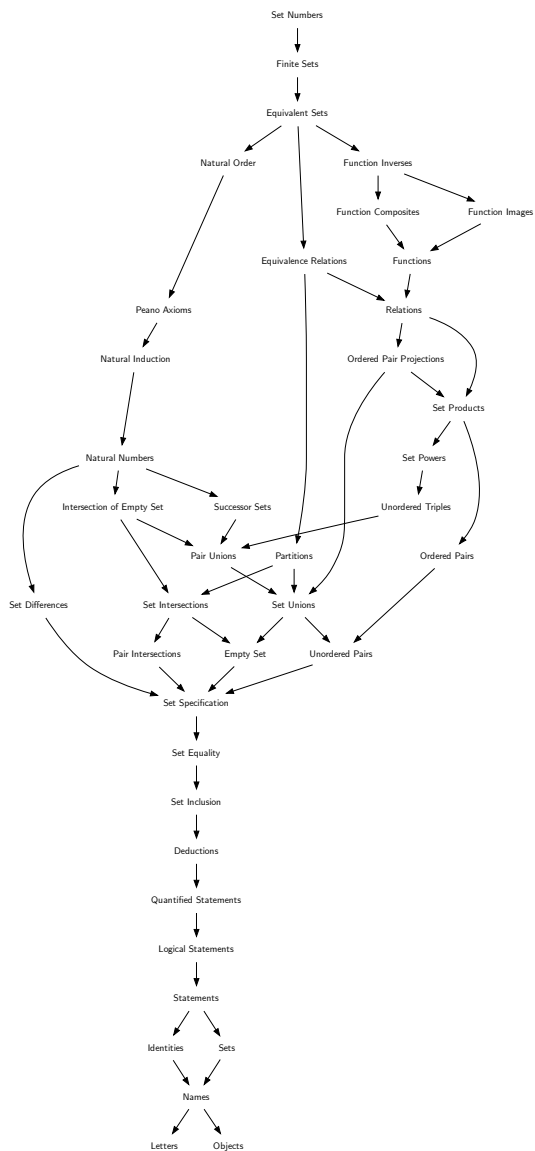 Set Numbers
Finite Sets
Equivalent Sets
Natural Order
Function Inverses
Function Composites
Function Images
Equivalence Relations
Functions
Peano Axioms
Relations
Natural Induction
Ordered Pair Projections
Set Products
Natural Numbers
Set Powers
Intersection of Empty Set
Successor Sets
Unordered Triples
Pair Unions
Partitions
Ordered Pairs
Set Differences
Set Intersections
Set Unions
Pair Intersections
Empty Set
Unordered Pairs
Set Specification
Set Equality
Set Inclusion
Deductions
Quantified Statements
Logical Statements
Statements
Identities
Sets
Names
Letters
Objects